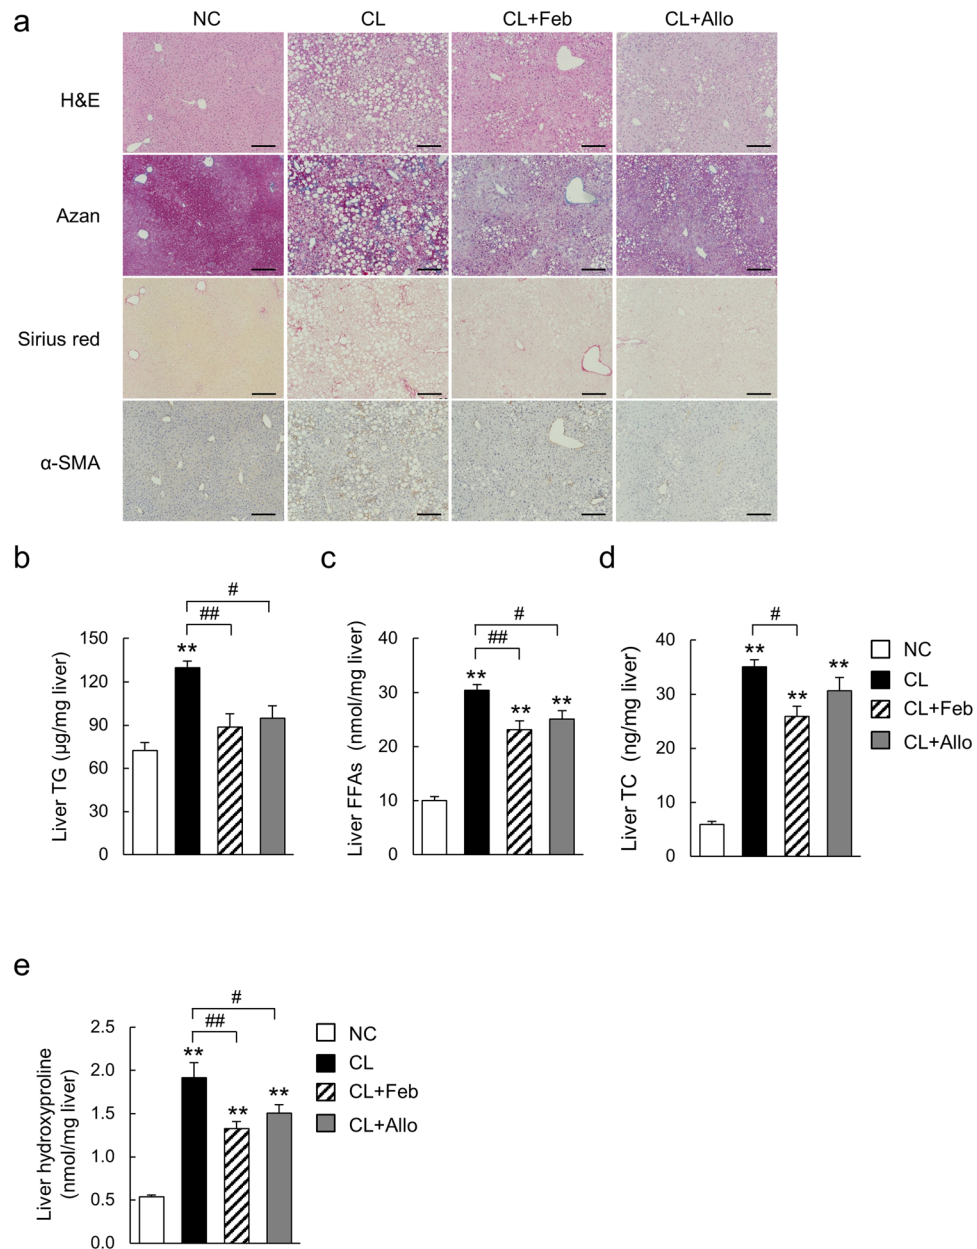 a
NC CL CL+Feb CL+Allo
H&E
Azan
Sirius red
α-SMA
b
Liver TG (μg/mg liver)
150
120
90
60
30
0
**
##
#
c
Liver FFAs (nmol/mg liver)
40
30
20
10
0
**
**
**
##
#
d
Liver TC (ng/mg liver)
40
30
20
10
0
**
**
**
#
NC
CL
CL+Feb
CL+Allo
e
Liver hydroxyproline
(nmol/mg liver)
2.5
2.0
1.5
1.0
0.5
0.0
**
**
**
##
#
NC
CL
CL+Feb
CL+Allo